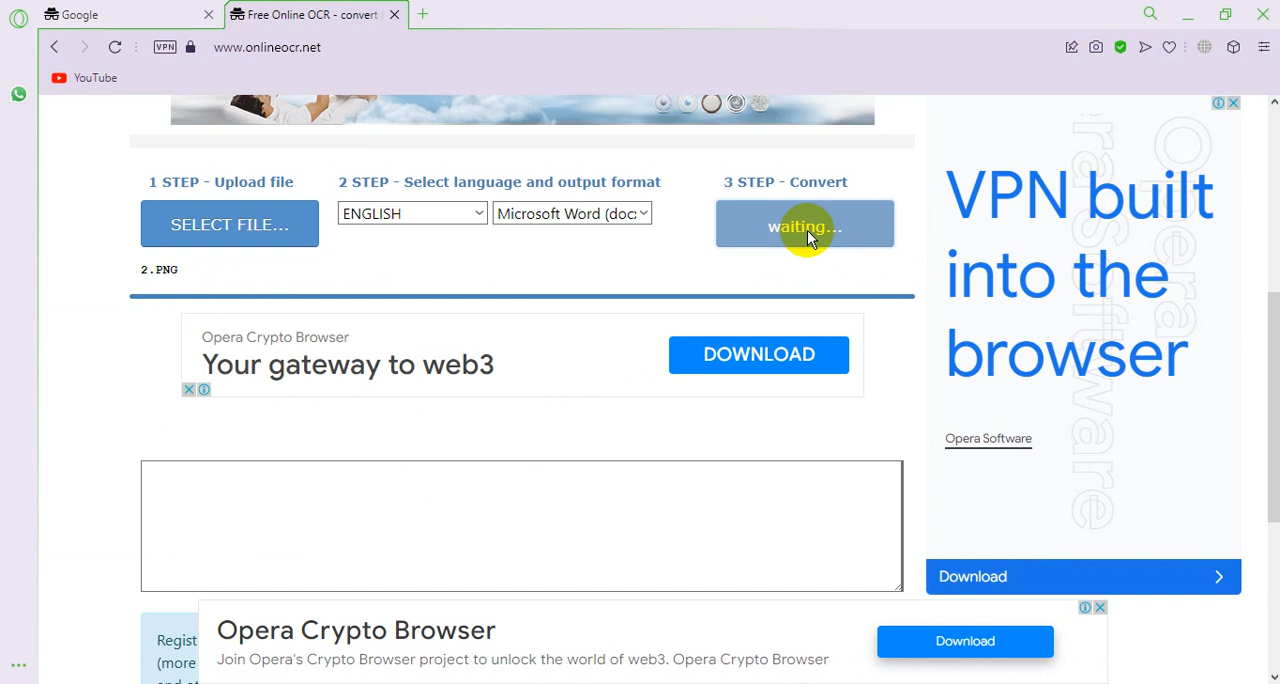 Google
Free Online OCR - convert
VPN
www.onlineocr.net
YouTube
1 STEP - Upload file
2 STEP - Select language and output format
3 STEP - Convert
SELECT FILE...
ENGLISH
Microsoft Word (doc:
waiting...
2.PNG
Opera Crypto Browser
Your gateway to web3
DOWNLOAD
VPN built
into the
browser
Opera Software
Download
Regist
(more
Opera Crypto Browser
Join Opera's Crypto Browser project to unlock the world of web3. Opera Crypto Browser
Download